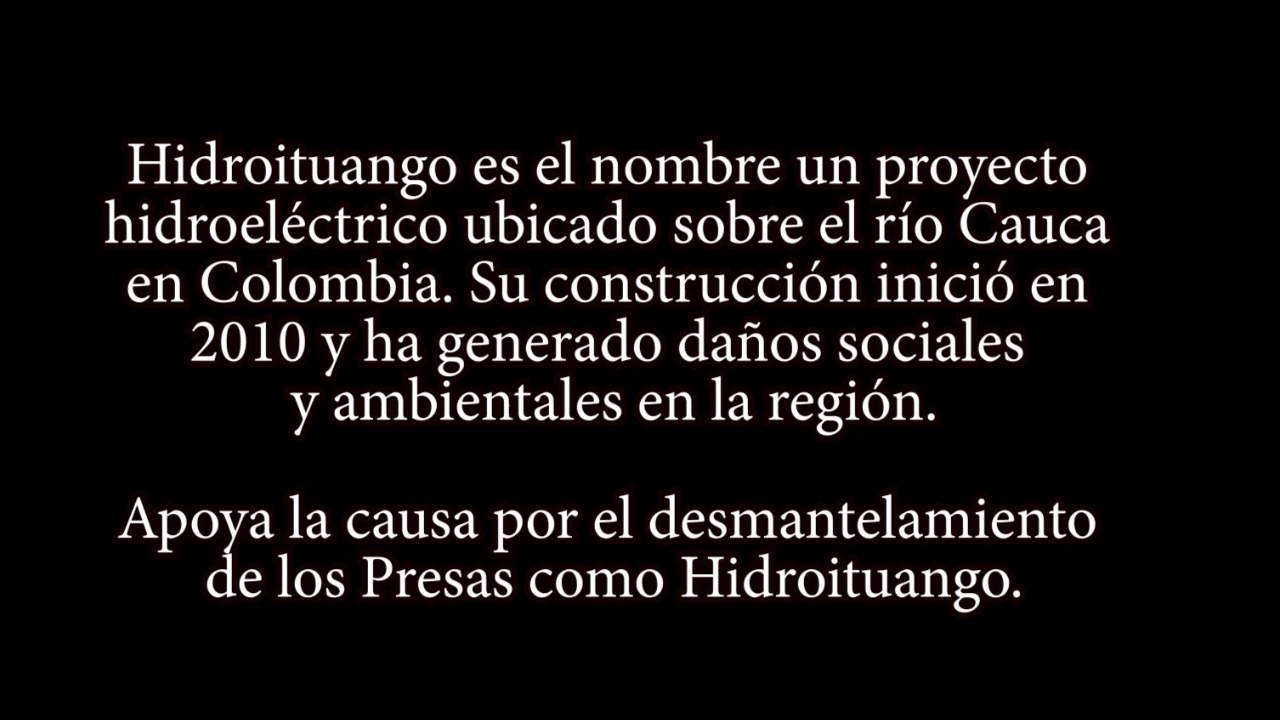 Hidroituango es el nombre un proyecto
hidroeléctrico ubicado sobre el río Cauca
en Colombia. Su construcción inició en
2010 y ha generado daños sociales
y ambientales en la región.
Apoya la causa por el desmantelamiento
de los Presas como Hidroituango.